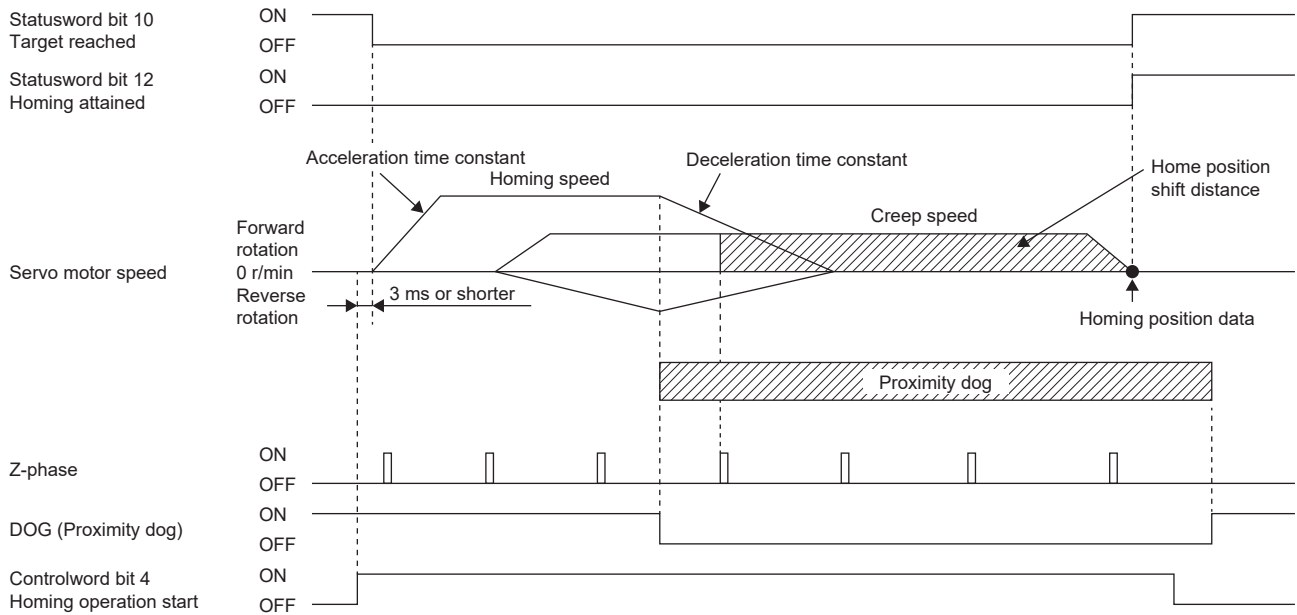 Statusword bit 10
Target reached
ON
OFF
Statusword bit 12
Homing attained
ON
OFF
Acceleration time constant
Homing speed
Deceleration time constant
Home position
shift distance
Creep speed
Servo motor speed
Forward
rotation
0 r/min
Reverse
rotation
3 ms or shorter
Homing position data
Proximity dog
Z-phase
ON
OFF
DOG (Proximity dog)
ON
OFF
Controlword bit 4
Homing operation start
ON
OFF